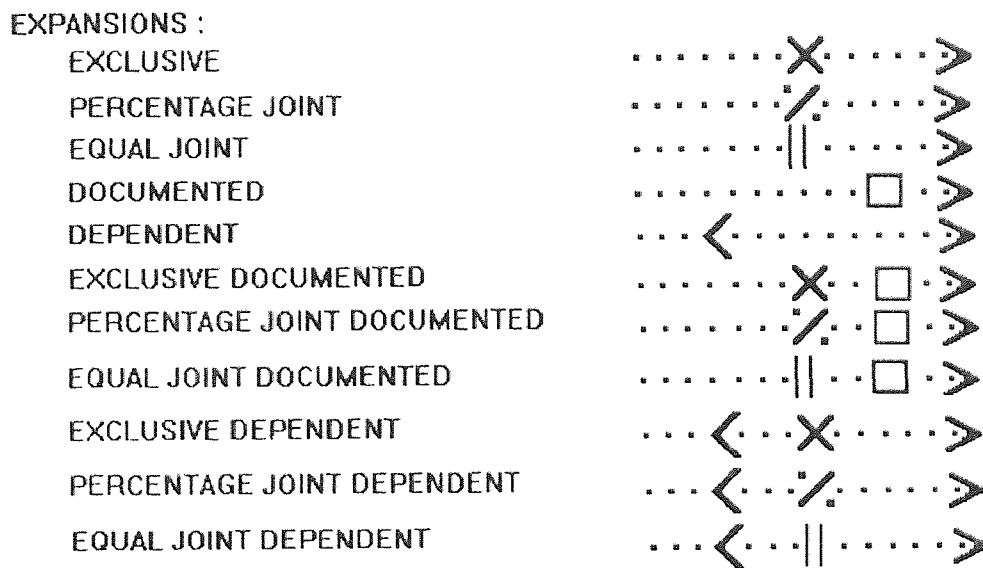 EXPANSIONS :
EXCLUSIVE
PERCENTAGE JOINT
EQUAL JOINT
DOCUMENTED
DEPENDENT
EXCLUSIVE DOCUMENTED
PERCENTAGE JOINT DOCUMENTED
EQUAL JOINT DOCUMENTED
EXCLUSIVE DEPENDENT
PERCENTAGE JOINT DEPENDENT
EQUAL JOINT DEPENDENT